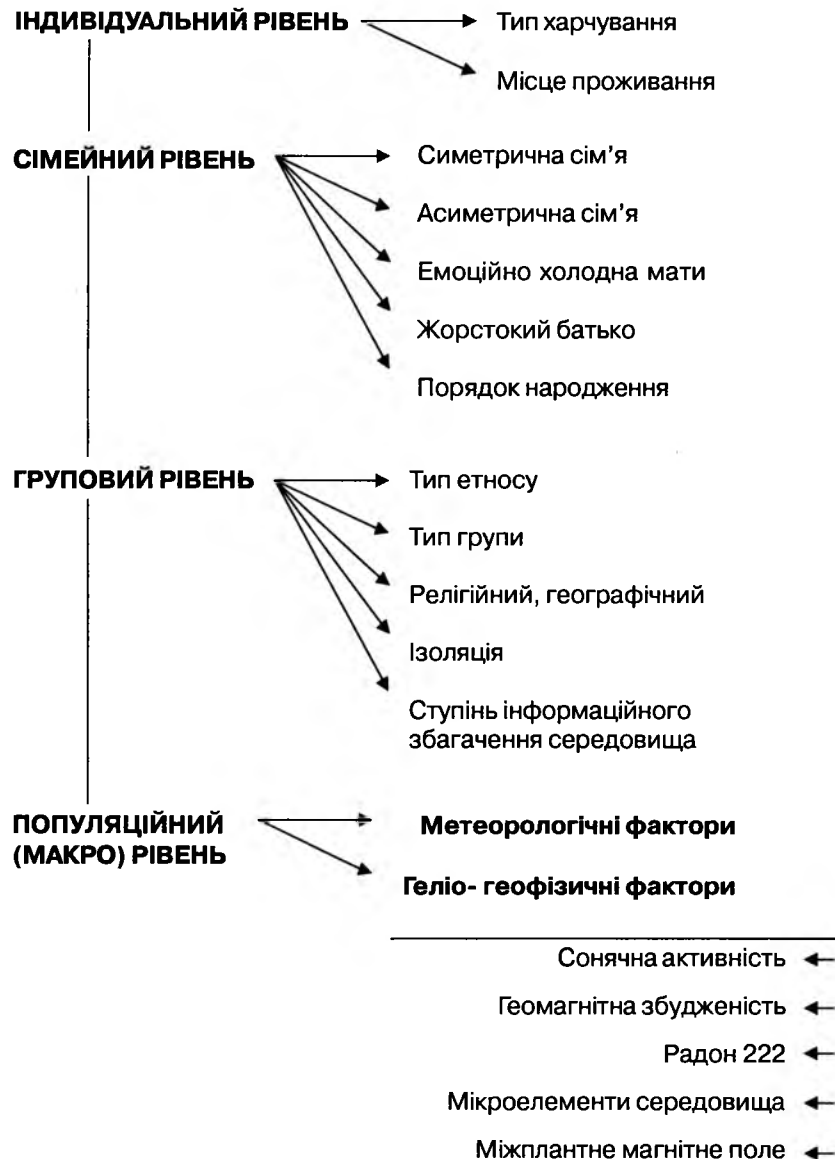 ІНДИВІДУАЛЬНИЙ РІВЕНЬ
Тип харчування
Місце проживання
СІМЕЙНИЙ РІВЕНЬ
Симетрична сім’я
Асиметрична сім’я
Емоційно холодна мати
Жорстокий батько
Порядок народження
ГРУПОВИЙ РІВЕНЬ
Тип етносу
Тип групи
Релігійний, географічний
Ізоляція
Ступінь інформаційного
збагачення середовища
ПОПУЛЯЦІЙНИЙ
(МАКРО) РІВЕНЬ
Метеорологічні фактори
Геліо- геофізичні фактори
Сонячна активність
Геомагнітна збудженість
Радон 222
Мікроелементи середовища
Міжплантне магнітне поле